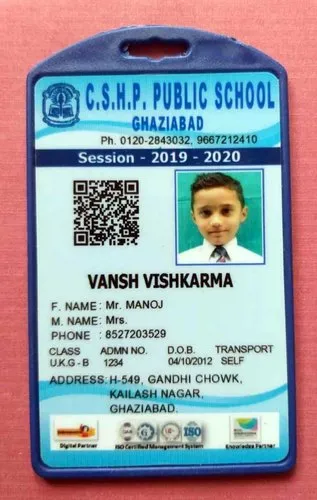 C.S.H.P. PUBLIC SCHOOL
GHAZIABAD
Ph. 0120-2843032, 9667212410
Session - 2019 - 2020
VANSH VISHKARMA
F. NAME : Mr. MANOJ
M. NAME : Mrs.
PHONE : 8527203529
CLASS ADMN NO. D.O.B. TRANSPORT
U.K.G - B 1234 04/10/2012 SELF
ADDRESS: H-549, GANDHI CHOWK,
KAILASH NAGAR,
GHAZIABAD.
ISO
Digital Partner ISO Certified Management System Knowledge Partner